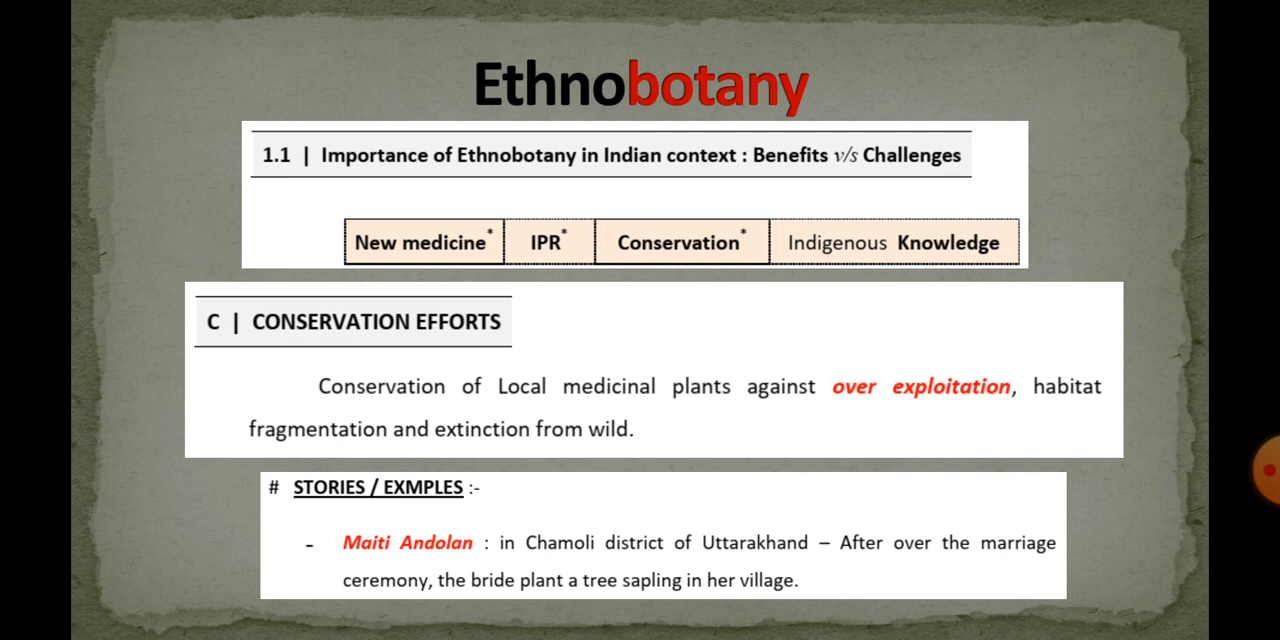 Ethnobotany
1.1 | Importance of Ethnobotany in Indian context : Benefits v/s Challenges
New medicine* IPR* Conservation* Indigenous Knowledge
C | CONSERVATION EFFORTS
Conservation of Local medicinal plants against over exploitation, habitat
fragmentation and extinction from wild.
# STORIES / EXMPLES :-
- Maiti Andolan : in Chamoli district of Uttarakhand – After over the marriage
ceremony, the bride plant a tree sapling in her village.